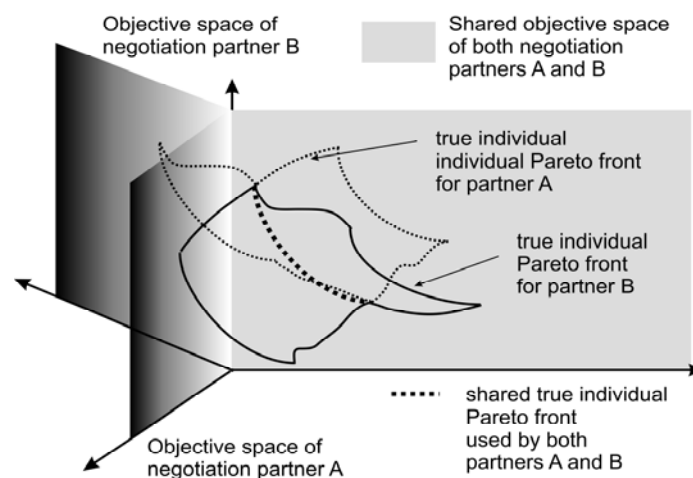 Objective space of
negotiation partner B
Shared objective space
of both negotiation
partners A and B
true individual
individual Pareto front
for partner A
true individual
Pareto front
for partner B
shared true individual
Pareto front
used by both
partners A and B
Objective space of
negotiation partner A